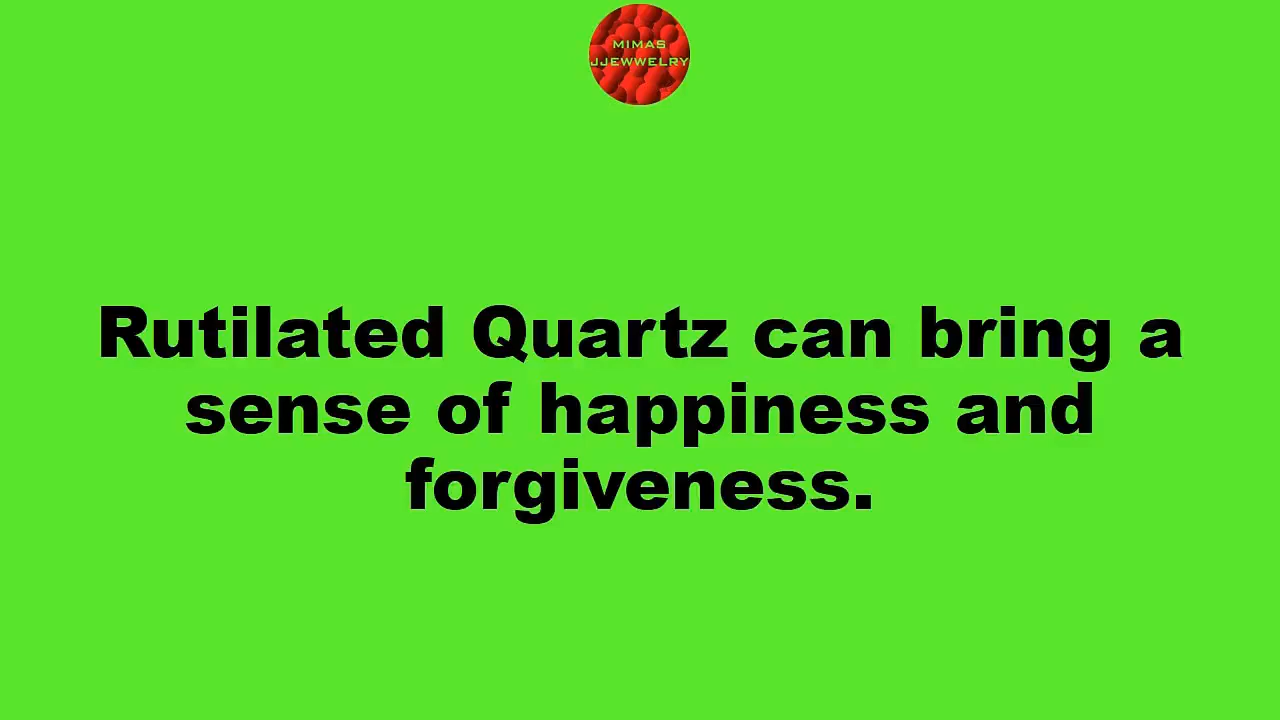 MIMAS
JJEWWELRY
Rutilated Quartz can bring a
sense of happiness and
forgiveness.